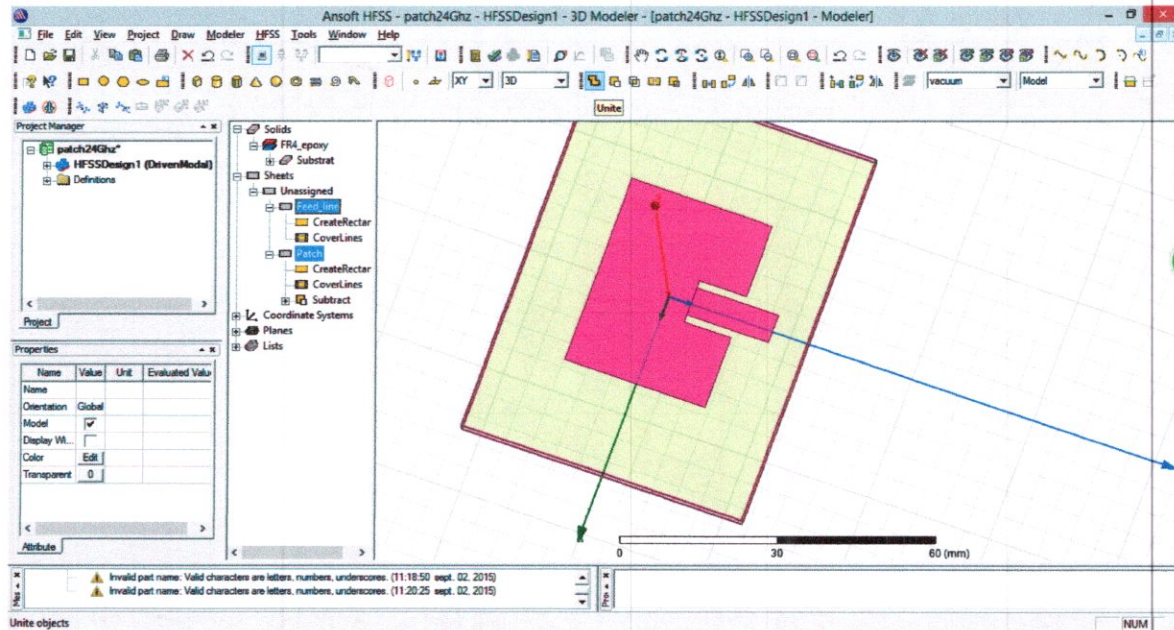 Ansoft HFSS - patch24Ghz - HFSSDesign1 - 3D Modeler - [patch24Ghz - HFSSDesign1 - Modeler]
File Edit View Project Draw Modeler HFSS Tools Window Help
XY 3D vacuum Model
Unite
Project Manager
patch24Ghz*
HFSSDesign1 (DrivenModal)
Definitions
Project
Solids
FR4_epoxy
Substrat
Sheets
Unassigned
Feed_line
CreateRectar
CoverLines
Patch
CreateRectar
CoverLines
Subtract
Coordinate Systems
Planes
Lists
Properties
Name Value Unit Evaluated Valu
Name
Orientation Global
Model
Display Wi...
Color Edit
Transparent 0
Attribute
0 30 60 (mm)
Invalid part name: Valid characters are letters, numbers, underscores. (11:18:50 sept. 02, 2015)
Invalid part name: Valid characters are letters, numbers, underscores. (11:20:25 sept. 02, 2015)
Unite objects
NUM